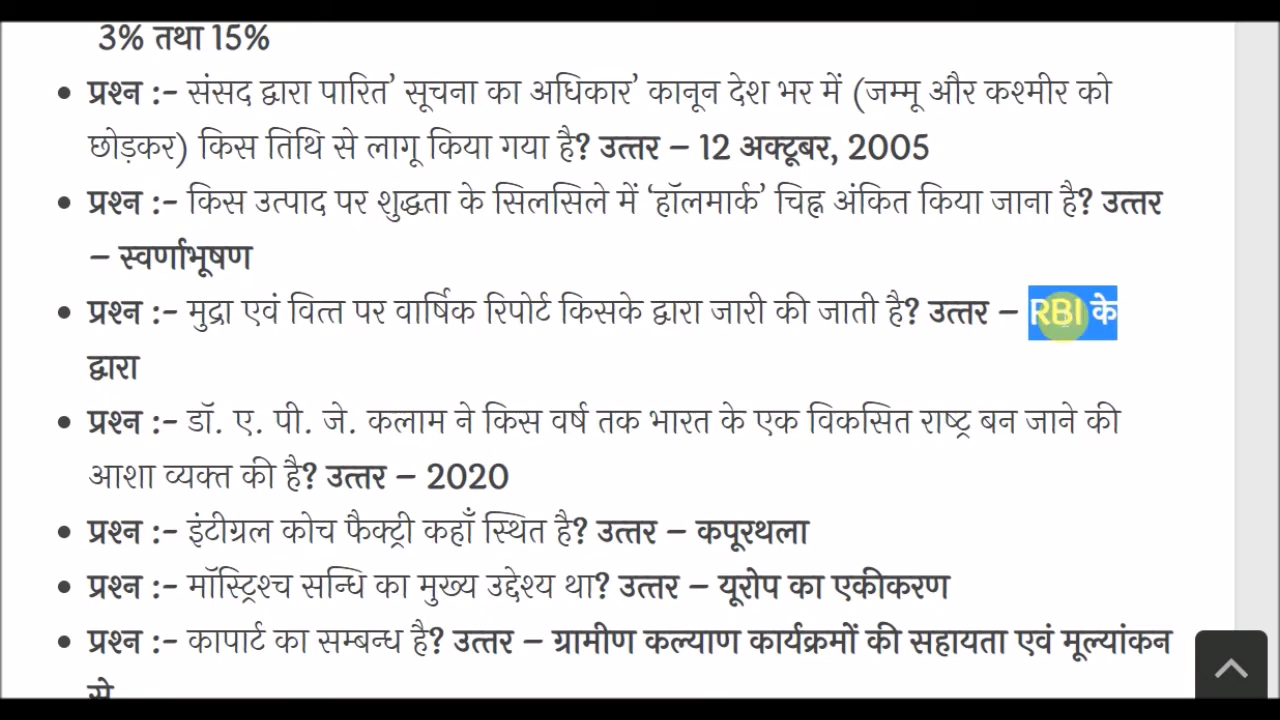 3% तथा 15%
प्रश्न :- संसद द्वारा पारित’ सूचना का अधिकार’ कानून देश भर में (जम्मू और कश्मीर को
छोड़कर) किस तिथि से लागू किया गया है? उत्तर – 12 अक्टूबर, 2005
प्रश्न :- किस उत्पाद पर शुद्धता के सिलसिले में ‘हॉलमार्क’ चिह्न अंकित किया जाना है? उत्तर
– स्वर्णाभूषण
प्रश्न :- मुद्रा एवं वित्त पर वार्षिक रिपोर्ट किसके द्वारा जारी की जाती है? उत्तर – RBI के
द्वारा
प्रश्न :- डॉ. ए. पी. जे. कलाम ने किस वर्ष तक भारत के एक विकसित राष्ट्र बन जाने की
आशा व्यक्त की है? उत्तर – 2020
प्रश्न :- इंटीग्रल कोच फैक्ट्री कहाँ स्थित है? उत्तर – कपूरथला
प्रश्न :- मॉस्ट्रिश्च सन्धि का मुख्य उद्देश्य था? उत्तर – यूरोप का एकीकरण
प्रश्न :- कापार्ट का सम्बन्ध है? उत्तर – ग्रामीण कल्याण कार्यक्रमों की सहायता एवं मूल्यांकन
से